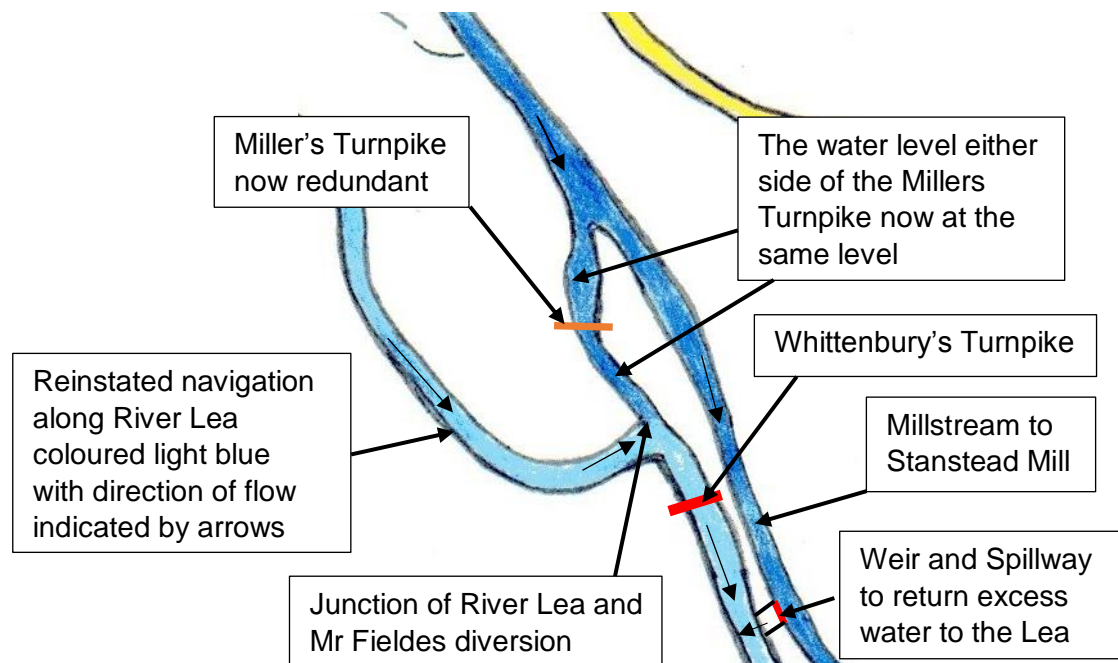 Miller’s Turnpike
now redundant
The water level either
side of the Millers
Turnpike now at the
same level
Whittenbury’s Turnpike
Reinstated navigation
along River Lea
coloured light blue
with direction of flow
indicated by arrows
Millstream to
Stanstead Mill
Junction of River Lea and
Mr Fieldes diversion
Weir and Spillway
to return excess
water to the Lea